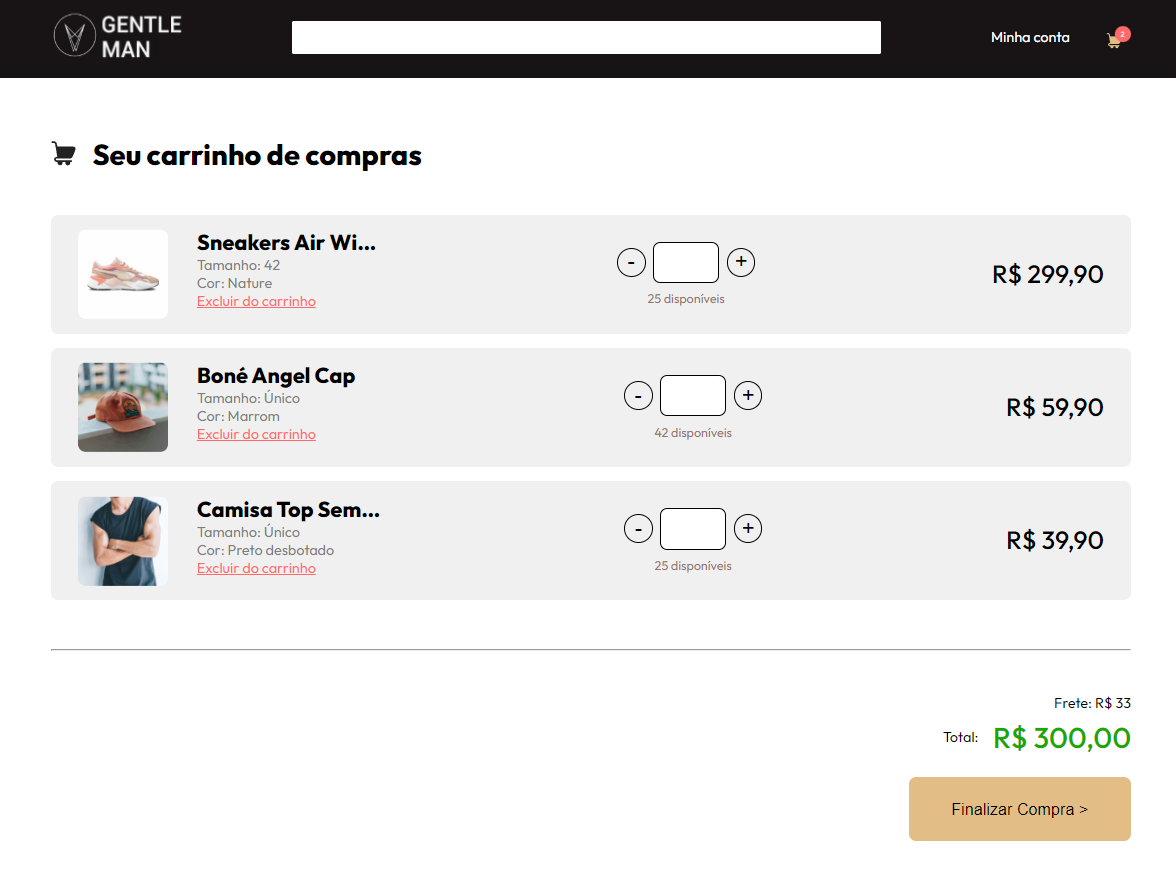 GENTLE
MAN
Minha conta
2
Seu carrinho de compras
Sneakers Air Wi...
Tamanho: 42
Cor: Nature
Excluir do carrinho
-
+
25 disponíveis
R$ 299,90
Boné Angel Cap
Tamanho: Único
Cor: Marrom
Excluir do carrinho
-
+
42 disponíveis
R$ 59,90
Camisa Top Sem...
Tamanho: Único
Cor: Preto desbotado
Excluir do carrinho
-
+
25 disponíveis
R$ 39,90
Frete: R$ 33
Total: R$ 300,00
Finalizar Compra >